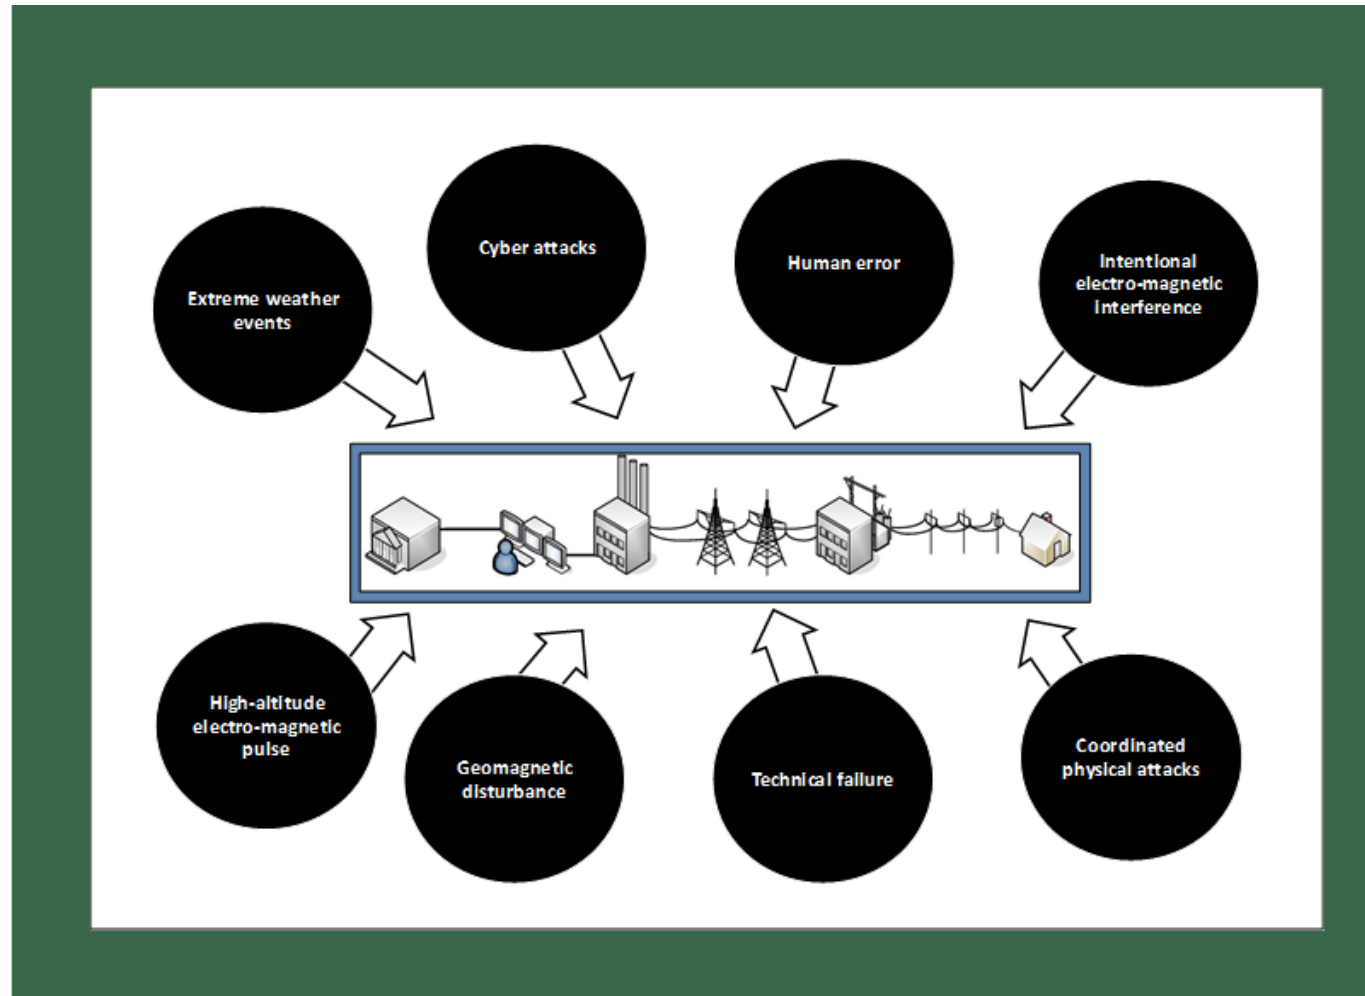 Extreme weather
events
Cyber attacks
Human error
Intentional
electro-magnetic
interference
High-altitude
electro-magnetic
pulse
Geomagnetic
disturbance
Technical failure
Coordinated
physical attacks